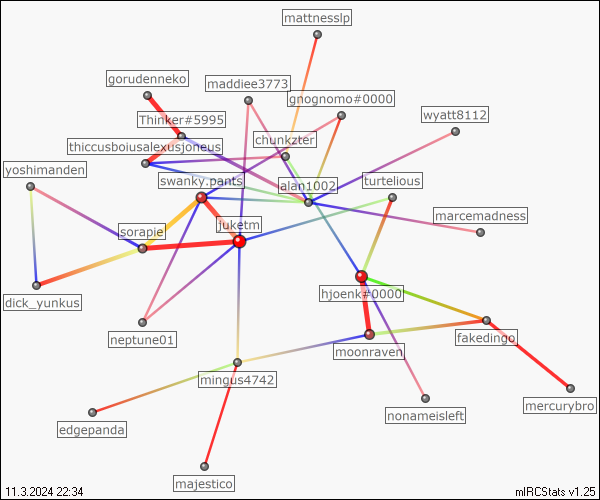 mattnesslp
gorudenneko
maddiee3773
gnognomo#0000
Thinker#5995
wyatt8112
chunkzter
thiccusboiusalexusjoneus
yoshimanden
swanky.pants
alan1002
turtelious
marcemadness
sorapie
juketm
hjoenk#0000
dick_yunkus
neptune01
moonraven
fakedingo
mingus4742
mercurybro
nonameisleft
edgepanda
majestico
11.3.2024 22:34
mIRCStats v1.25